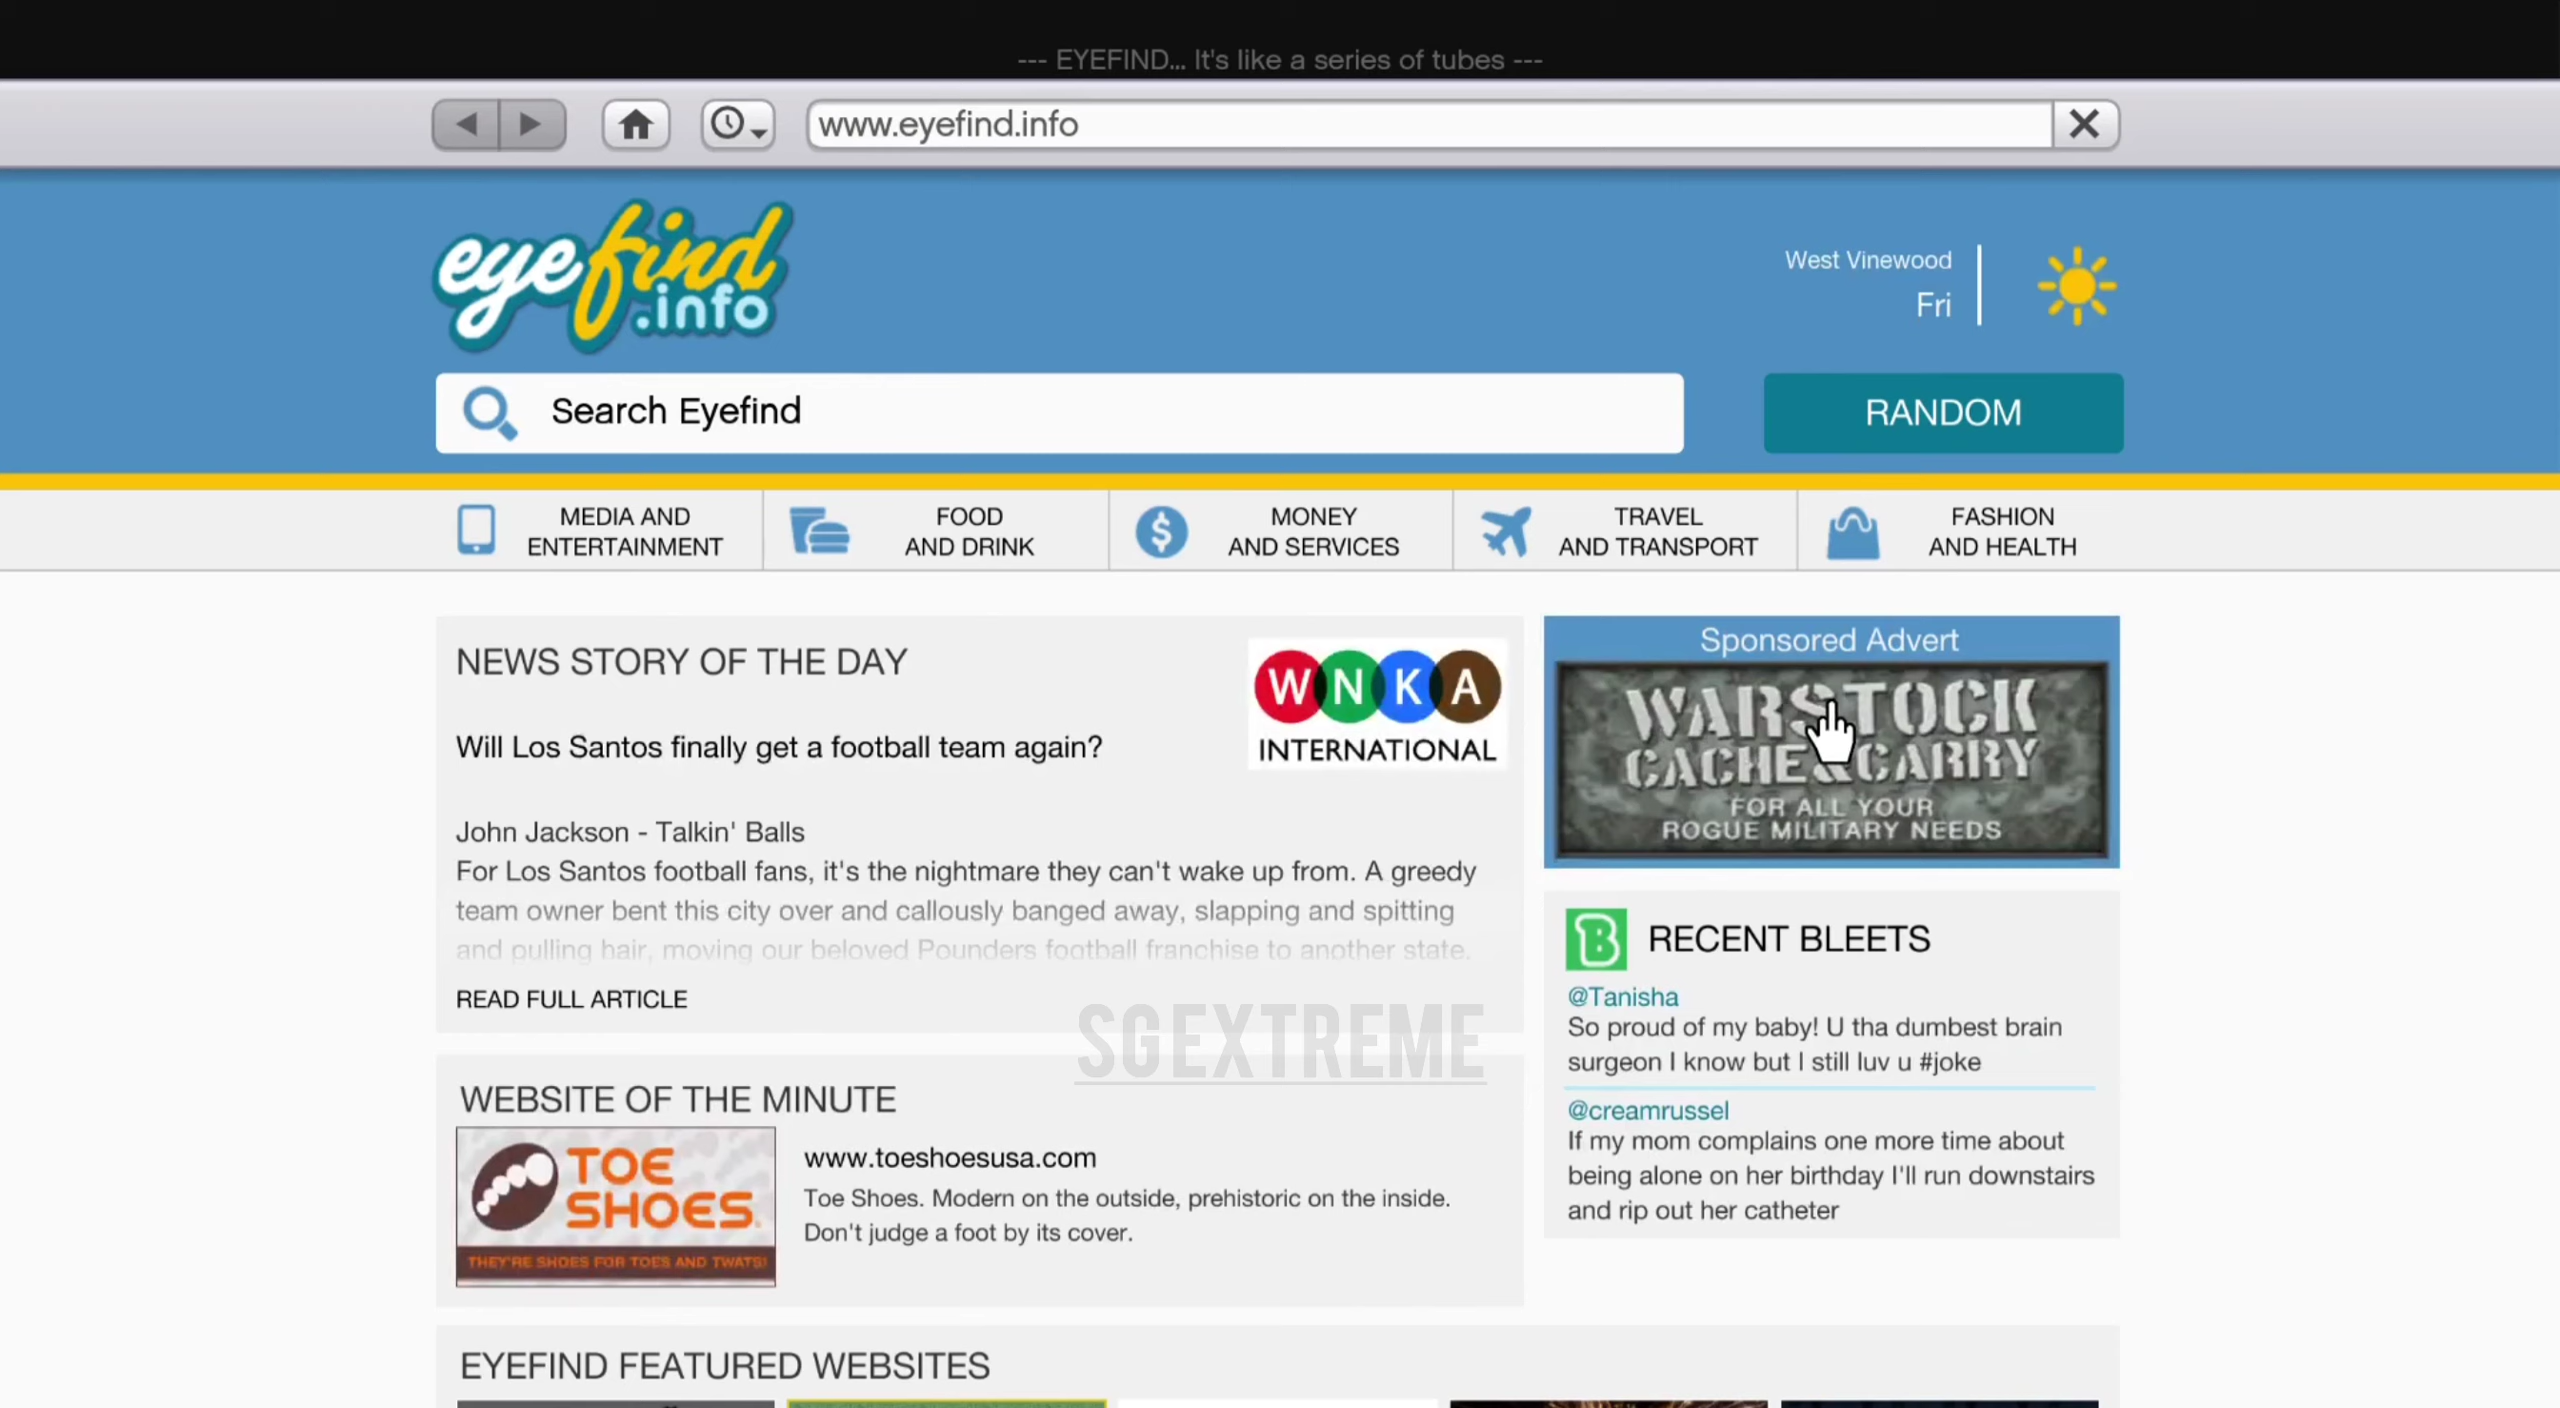 --- EYEFIND... It's like a series of tubes ---
www.eyefind.info
eyefind
.info
West Vinewood
Fri
Search Eyefind
RANDOM
MEDIA AND
ENTERTAINMENT
FOOD
AND DRINK
MONEY
AND SERVICES
TRAVEL
AND TRANSPORT
FASHION
AND HEALTH
NEWS STORY OF THE DAY
WNKA
INTERNATIONAL
Will Los Santos finally get a football team again?
John Jackson - Talkin' Balls
For Los Santos football fans, it's the nightmare they can't wake up from. A greedy
team owner bent this city over and callously banged away, slapping and spitting
and pulling hair, moving our beloved Pounders football franchise to another state.
READ FULL ARTICLE
Sponsored Advert
WARSTOCK
CACHE&CARRY
FOR ALL YOUR
ROGUE MILITARY NEEDS
B RECENT BLEETS
@Tanisha
So proud of my baby! U tha dumbest brain
surgeon I know but I still luv u #joke
@creamrussel
If my mom complains one more time about
being alone on her birthday I'll run downstairs
and rip out her catheter
SGEXTREME
WEBSITE OF THE MINUTE
TOE
SHOES
THEY'RE SHOES FOR TOES AND TWATS!
www.toeshoesusa.com
Toe Shoes. Modern on the outside, prehistoric on the inside.
Don't judge a foot by its cover.
EYEFIND FEATURED WEBSITES